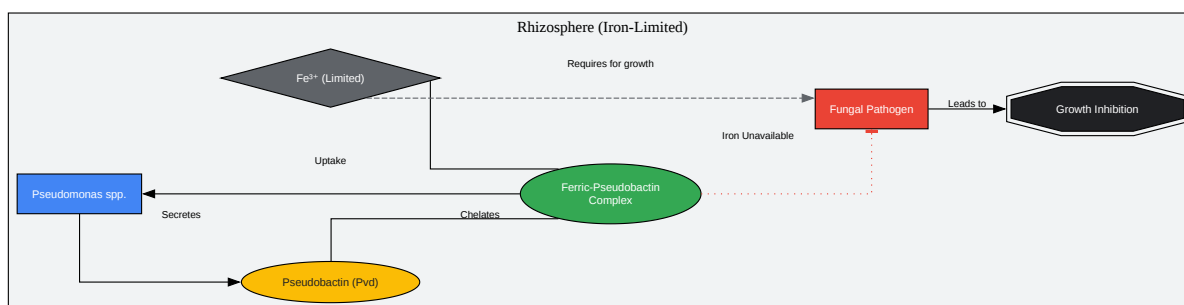 Rhizosphere (Iron-Limited)
Requires for growth
Fe³⁺ (Limited)
Fungal Pathogen
Leads to
Growth Inhibition
Iron Unavailable
Uptake
Pseudomonas spp.
Ferric-Pseudobactin
Complex
Secretes
Chelates
Pseudobactin (Pvd)